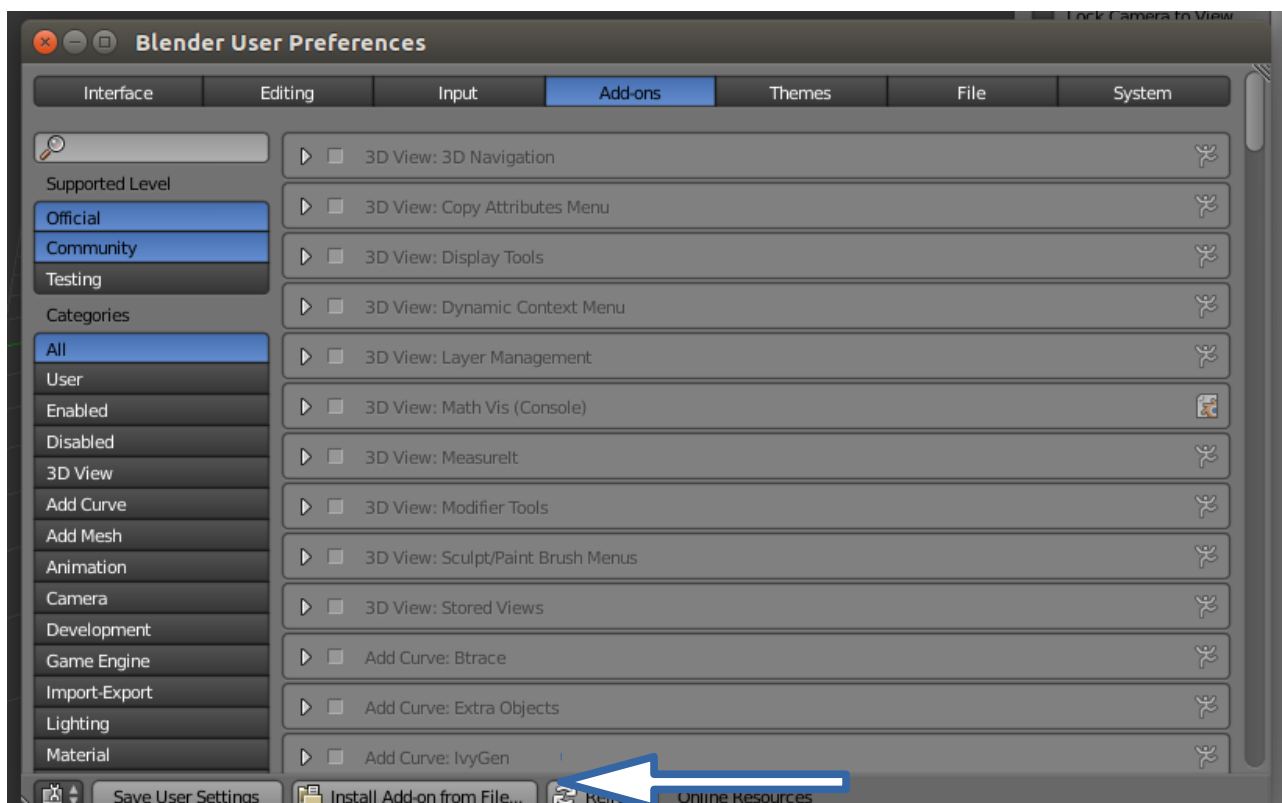 Lock Camera to View
Blender User Preferences
Interface Editing Input Add-ons Themes File System
Supported Level
Official
Community
Testing
Categories
All
User
Enabled
Disabled
3D View
Add Curve
Add Mesh
Animation
Camera
Development
Game Engine
Import-Export
Lighting
Material
3D View: 3D Navigation
3D View: Copy Attributes Menu
3D View: Display Tools
3D View: Dynamic Context Menu
3D View: Layer Management
3D View: Math Vis (Console)
3D View: MeasureIt
3D View: Modifier Tools
3D View: Sculpt/Paint Brush Menus
3D View: Stored Views
Add Curve: Btrace
Add Curve: Extra Objects
Add Curve: IvyGen
Save User Settings Install Add-on from File... Online Resources